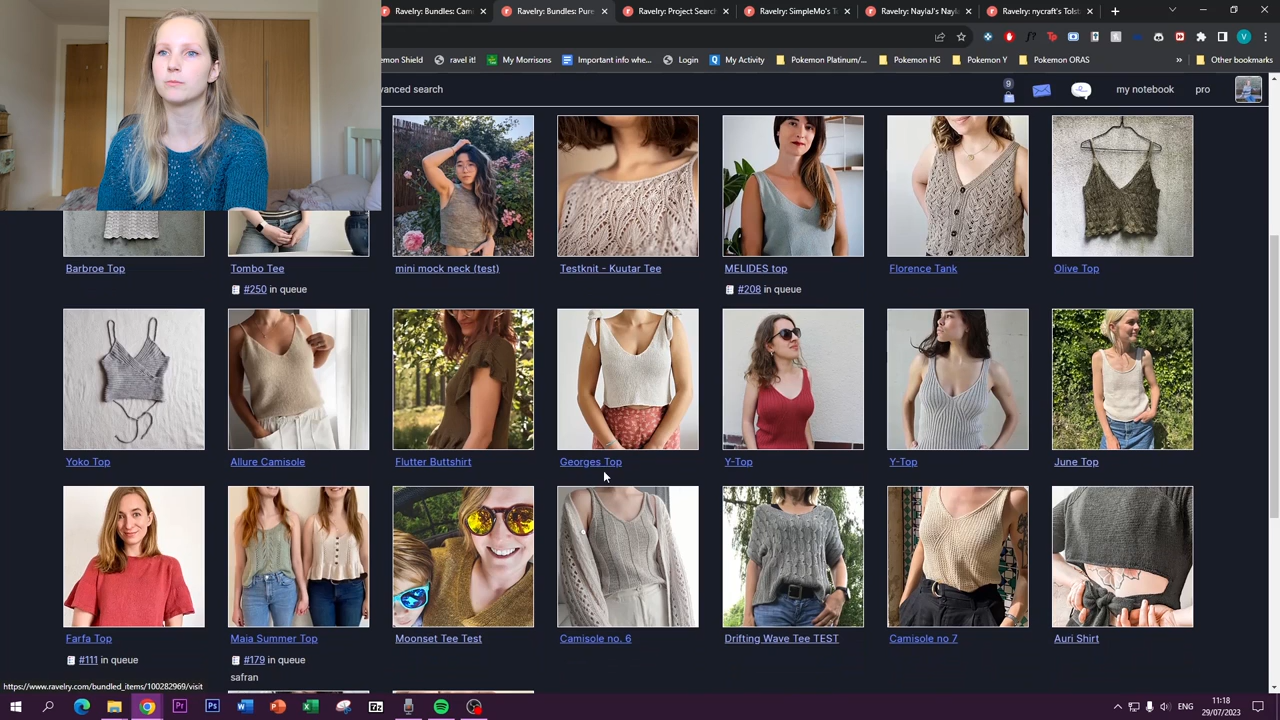 Ravelry: Bundles: Cam
Ravelry: Bundles: Pure
Ravelry: Project Search
Ravelry: SimpleMo's T
Ravelry: NaylaJ's Nayl
Ravelry: nycraft's Tolst
kemon Shield
ravel it!
My Morrisons
Important info whe...
Login
My Activity
Pokemon Platinum/...
Pokemon HG
Pokemon Y
Pokemon ORAS
Other bookmarks
vanced search
9
my notebook
pro
Barbroe Top
Tombo Tee
mini mock neck (test)
Testknit - Kuutar Tee
MELIDES top
Florence Tank
Olive Top
#250 in queue
#208 in queue
Yoko Top
Allure Camisole
Flutter Buttshirt
Georges Top
Y-Top
Y-Top
June Top
Farfa Top
Maia Summer Top
Moonset Tee Test
Camisole no. 6
Drifting Wave Tee TEST
Camisole no 7
Auri Shirt
#111 in queue
#179 in queue
safran
https://www.ravelry.com/bundled_items/100282969/visit
ENG
11:18
29/07/2023